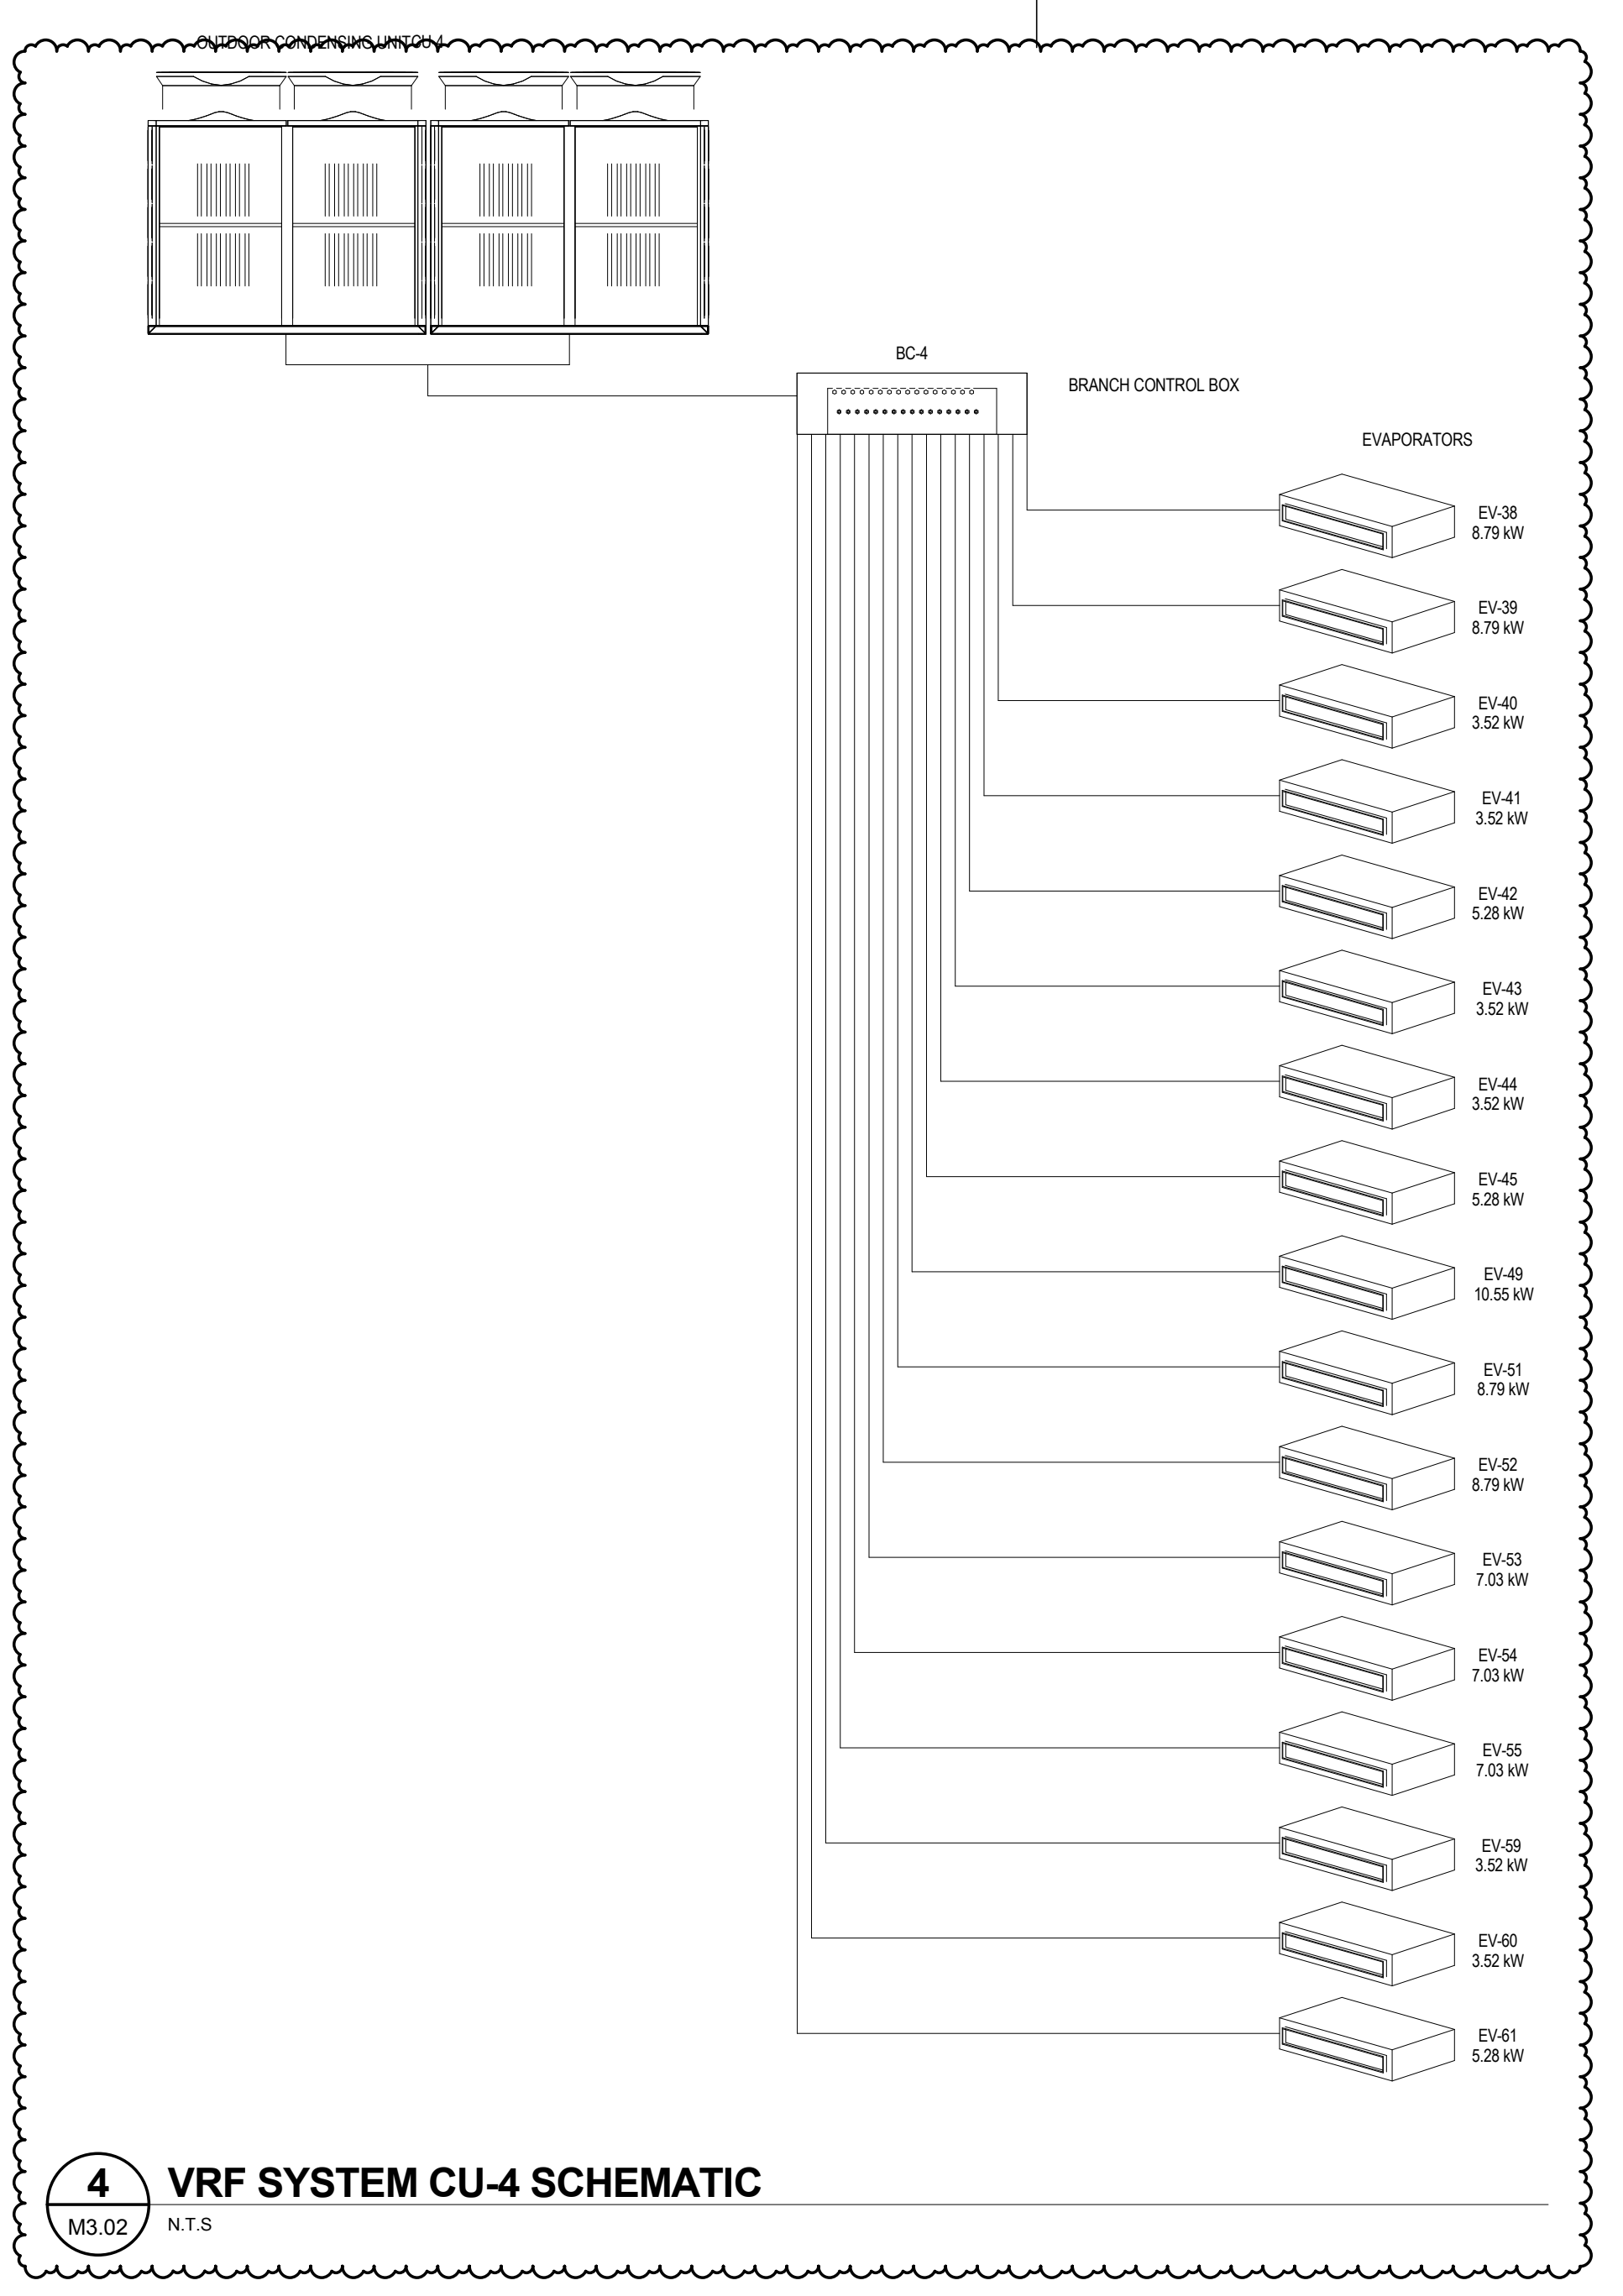 OUTDOOR CONDENSING UNITCU-4
BC-4
BRANCH CONTROL BOX
EVAPORATORS
EV-38
8.79 kW
EV-39
8.79 kW
EV-40
3.52 kW
EV-41
3.52 kW
EV-42
5.28 kW
EV-43
3.52 kW
EV-44
3.52 kW
EV-45
5.28 kW
EV-49
10.55 kW
EV-51
8.79 kW
EV-52
8.79 kW
EV-53
7.03 kW
EV-54
7.03 kW
EV-55
7.03 kW
EV-59
3.52 kW
EV-60
3.52 kW
EV-61
5.28 kW
4
VRF SYSTEM CU-4 SCHEMATIC
M3.02
N.T.S